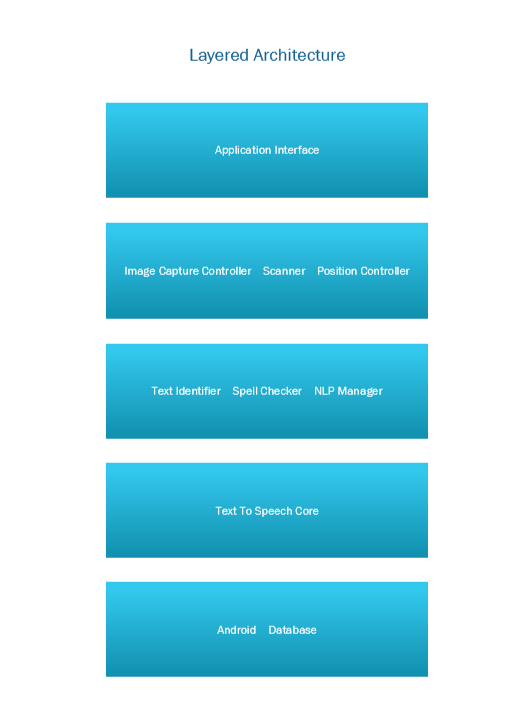 Layered Architecture
Application Interface
Image Capture Controller Scanner Position Controller
Text Identifier Spell Checker NLP Manager
Text To Speech Core
Android Database